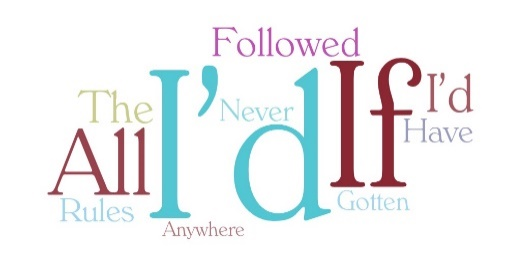 Followed
The I'd Never If I'd
All Have
Rules Gotten
Anywhere